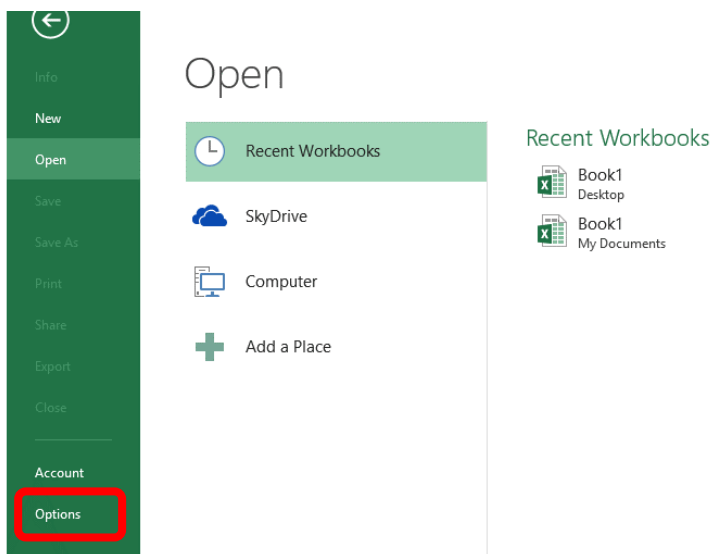 Info
New
Open
Save
Save As
Print
Share
Export
Close
Account
Options
Open
Recent Workbooks
SkyDrive
Computer
Add a Place
Recent Workbooks
Book1
Desktop
Book1
My Documents